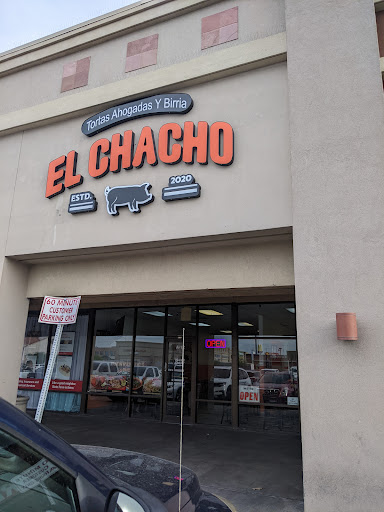 Tortas Ahogadas Y Birria
EL CHACHO
ESTD. 2020
60 MINUTE
CUSTOMER
PARKING ONLY
OPEN
OPEN